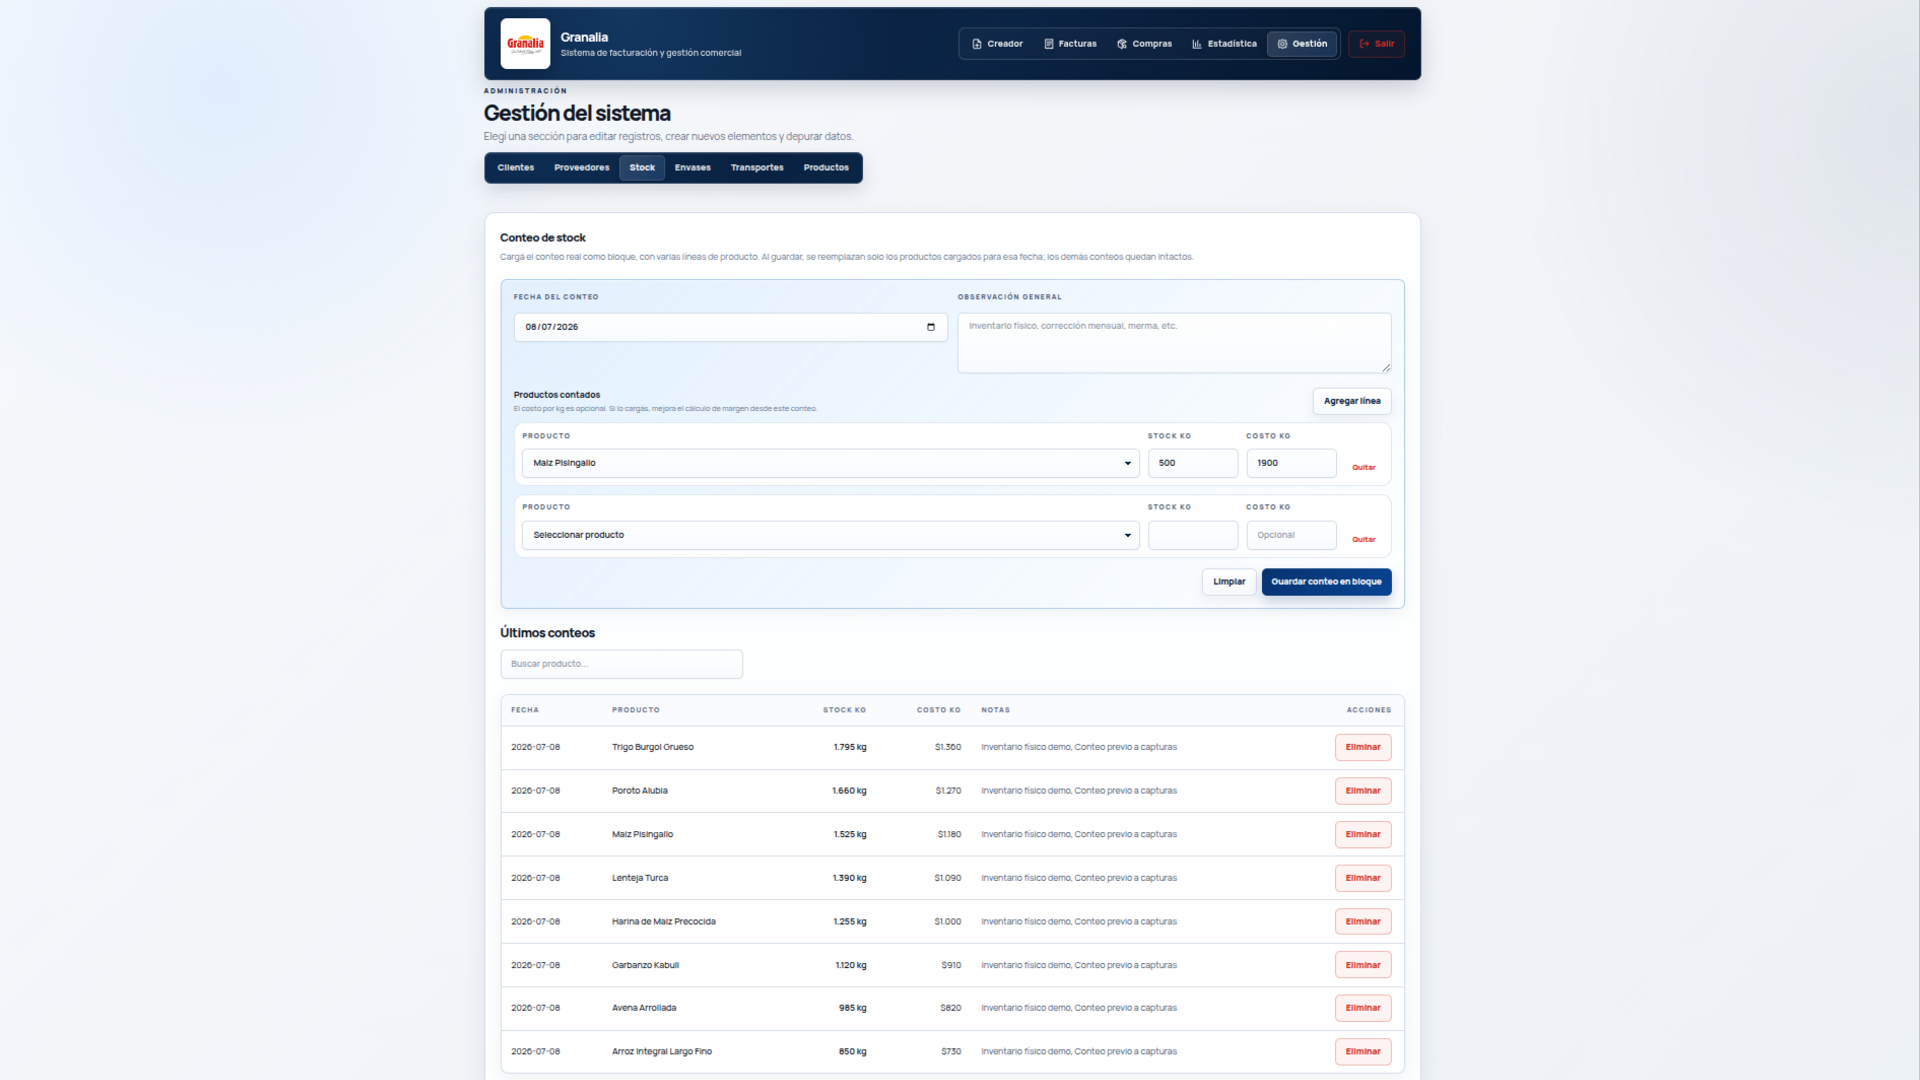 Granalia
Granalia
Sistema de facturación y gestión comercial
Creador
Facturas
Compras
Estadística
Gestión
Salir
ADMINISTRACIÓN
Gestión del sistema
Elegí una sección para editar registros, crear nuevos elementos y depurar datos.
Clientes
Proveedores
Stock
Envases
Transportes
Productos
Conteo de stock
Cargá el conteo real como bloque, con varias líneas de producto. Al guardar, se reemplazan solo los productos cargados para esa fecha; los demás conteos quedan intactos.
FECHA DEL CONTEO
OBSERVACIÓN GENERAL
08/07/2026
Inventario físico, corrección mensual, merma, etc.
Productos contados
El costo por kg es opcional. Si lo cargás, mejora el cálculo de margen desde este conteo.
Agregar línea
PRODUCTO STOCK KG COSTO KG
Maiz Pisingallo 500 1900 Quitar
PRODUCTO STOCK KG COSTO KG
Seleccionar producto Opcional Quitar
Limpiar
Guardar conteo en bloque
Últimos conteos
Buscar producto...
FECHA PRODUCTO STOCK KG COSTO KG NOTAS ACCIONES
2026-07-08 Trigo Burgol Grueso 1.795 kg $1.360 Inventario físico demo, Conteo previo a capturas Eliminar
2026-07-08 Poroto Alubia 1.660 kg $1.270 Inventario físico demo, Conteo previo a capturas Eliminar
2026-07-08 Maiz Pisingallo 1.525 kg $1.180 Inventario físico demo, Conteo previo a capturas Eliminar
2026-07-08 Lenteja Turca 1.390 kg $1.090 Inventario físico demo, Conteo previo a capturas Eliminar
2026-07-08 Harina de Maiz Precocida 1.255 kg $1.000 Inventario físico demo, Conteo previo a capturas Eliminar
2026-07-08 Garbanzo Kabuli 1.120 kg $910 Inventario físico demo, Conteo previo a capturas Eliminar
2026-07-08 Avena Arrollada 985 kg $820 Inventario físico demo, Conteo previo a capturas Eliminar
2026-07-08 Arroz Integral Largo Fino 850 kg $730 Inventario físico demo, Conteo previo a capturas Eliminar